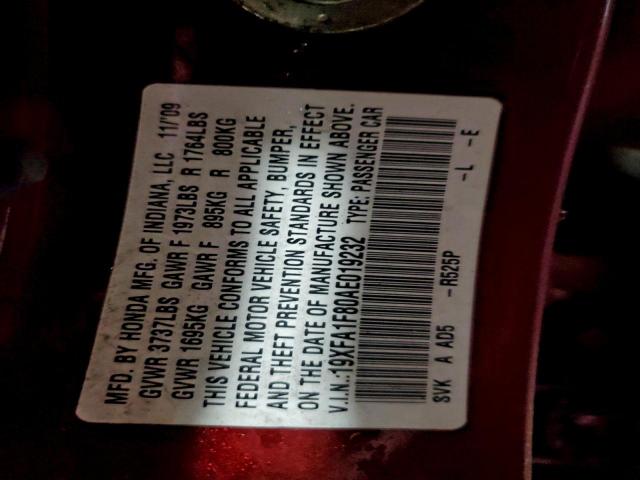 MFD. BY HONDA MFG. OF INDIANA, LLC 11/'09
GVWR 3737LBS GAWR F 1973LBS R 1764LBS
GVWR 1695KG GAWR F 895KG R 800KG
THIS VEHICLE CONFORMS TO ALL APPLICABLE
FEDERAL MOTOR VEHICLE SAFETY, BUMPER,
AND THEFT PREVENTION STANDARDS IN EFFECT
ON THE DATE OF MANUFACTURE SHOWN ABOVE.
V.I.N.:19XFA1F80AE019232 TYPE: PASSENGER CAR
SVK A AD5 -R525P -L -E